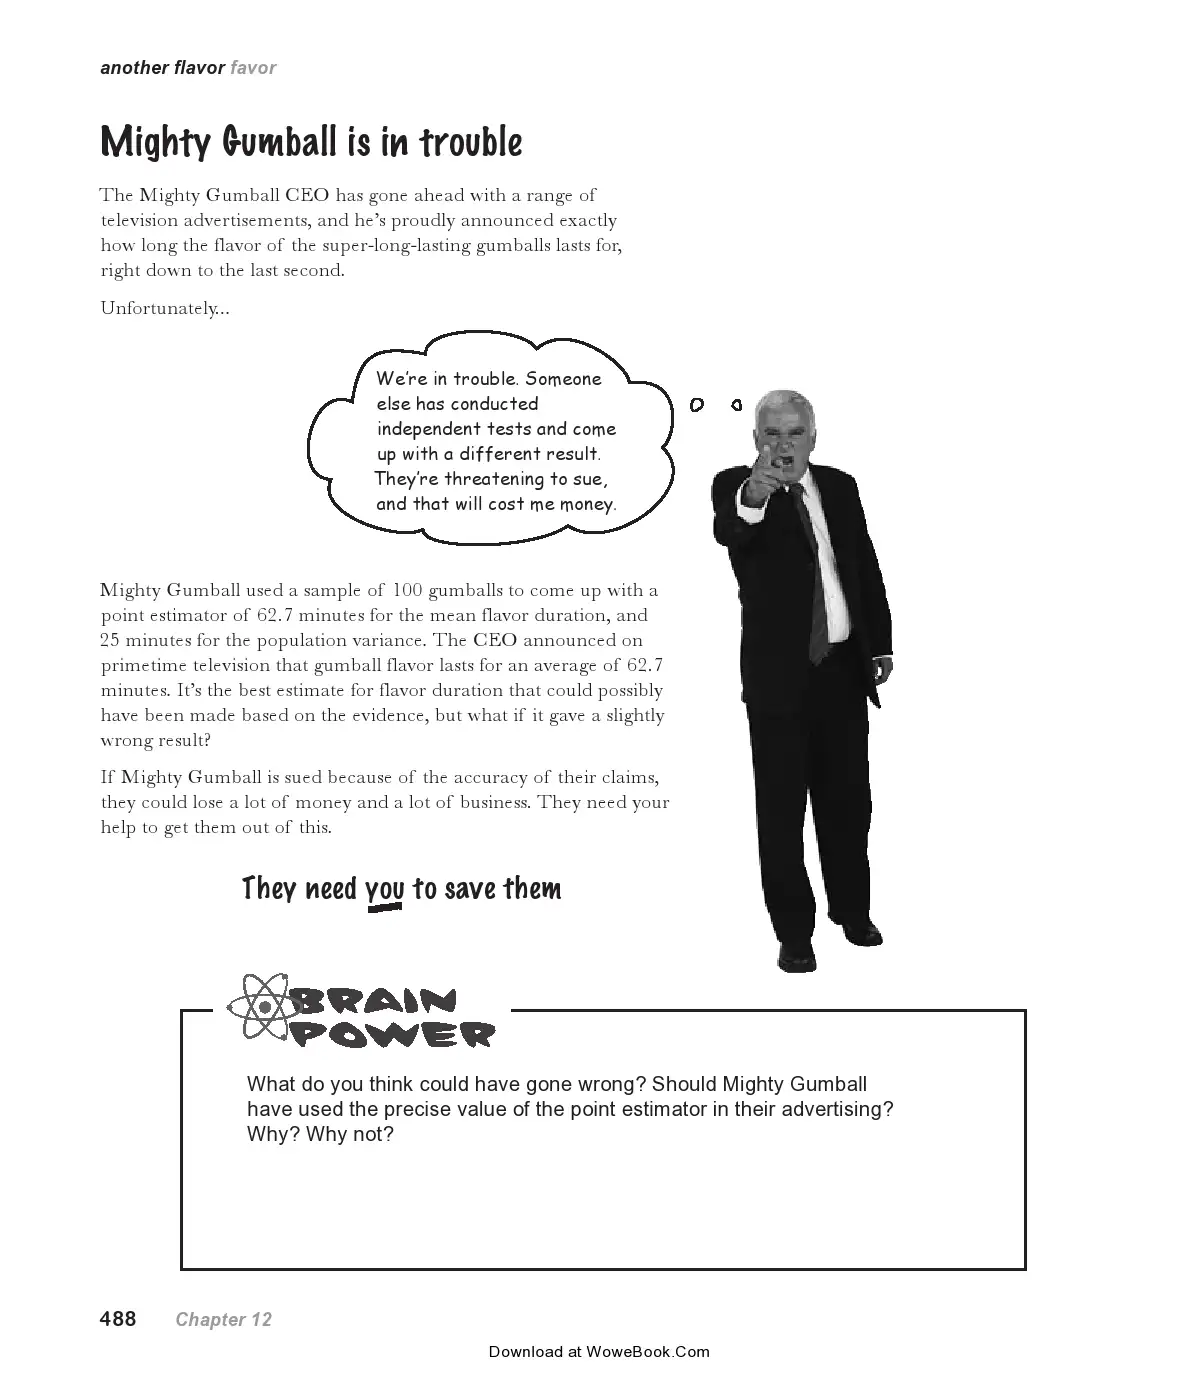 another flavor favor
Mighty Gumball is in trouble
The Mighty Gumball CEO has gone ahead with a range of
television advertisements, and he’s proudly announced exactly
how long the flavor of the super-long-lasting gumballs lasts for,
right down to the last second.
Unfortunately...
We’re in trouble. Someone
else has conducted
independent tests and come
up with a different result.
They’re threatening to sue,
and that will cost me money.
Mighty Gumball used a sample of 100 gumballs to come up with a
point estimator of 62.7 minutes for the mean flavor duration, and
25 minutes for the population variance. The CEO announced on
primetime television that gumball flavor lasts for an average of 62.7
minutes. It’s the best estimate for flavor duration that could possibly
have been made based on the evidence, but what if it gave a slightly
wrong result?
If Mighty Gumball is sued because of the accuracy of their claims,
they could lose a lot of money and a lot of business. They need your
help to get them out of this.
They need you to save them
BRAIN
POWER
What do you think could have gone wrong? Should Mighty Gumball
have used the precise value of the point estimator in their advertising?
Why? Why not?
488 Chapter 12
Download at WoweBook.Com